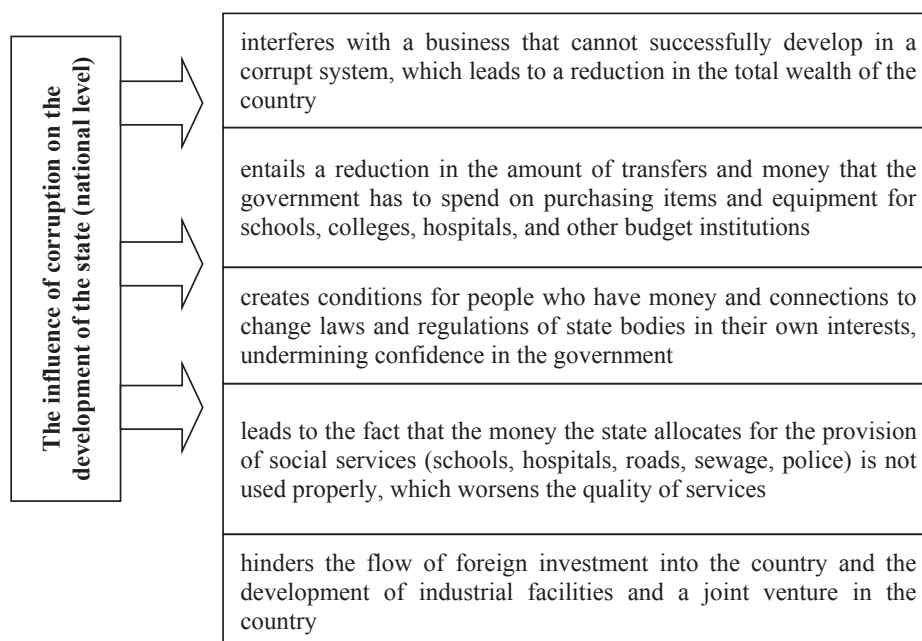 The influence of corruption on the
development of the state (national level)
interferes with a business that cannot successfully develop in a
corrupt system, which leads to a reduction in the total wealth of the
country
entails a reduction in the amount of transfers and money that the
government has to spend on purchasing items and equipment for
schools, colleges, hospitals, and other budget institutions
creates conditions for people who have money and connections to
change laws and regulations of state bodies in their own interests,
undermining confidence in the government
leads to the fact that the money the state allocates for the provision
of social services (schools, hospitals, roads, sewage, police) is not
used properly, which worsens the quality of services
hinders the flow of foreign investment into the country and the
development of industrial facilities and a joint venture in the
country